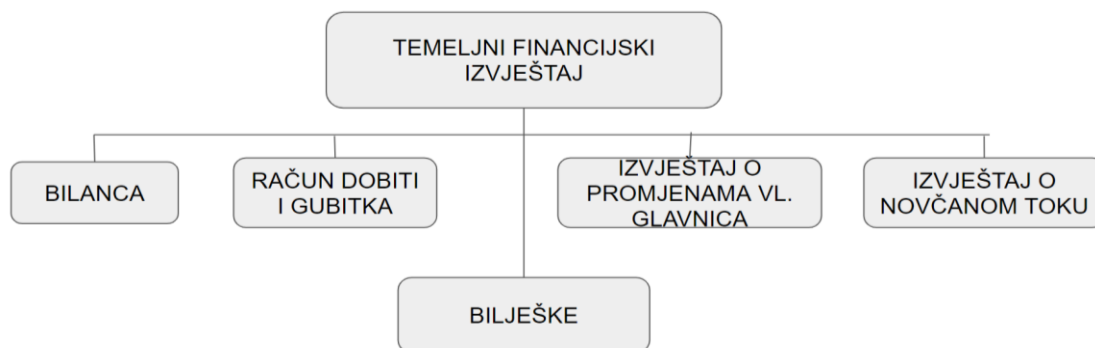 TEMELJNI FINANCIJSKI
IZVJEŠTAJ
BILANCA
RAČUN DOBITI
I GUBITKA
IZVJEŠTAJ O
PROMJENAMA VL.
GLAVNICA
IZVJEŠTAJ O
NOVČANOM TOKU
BILJEŠKE